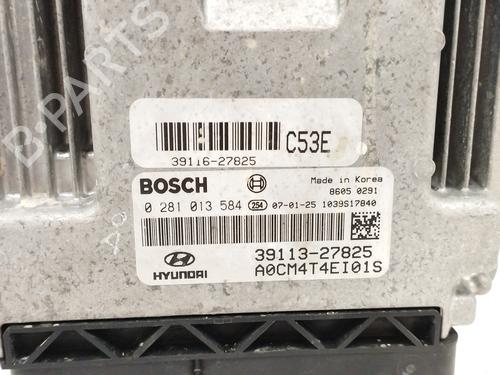 B-PARTS
C53E
39116-27825
BOSCH
Made in Korea
8605 0291
0 281 013 584 254 07-01-25 1039S17840
39113-27825
HYUNDAI
A0CM4T4EI01S